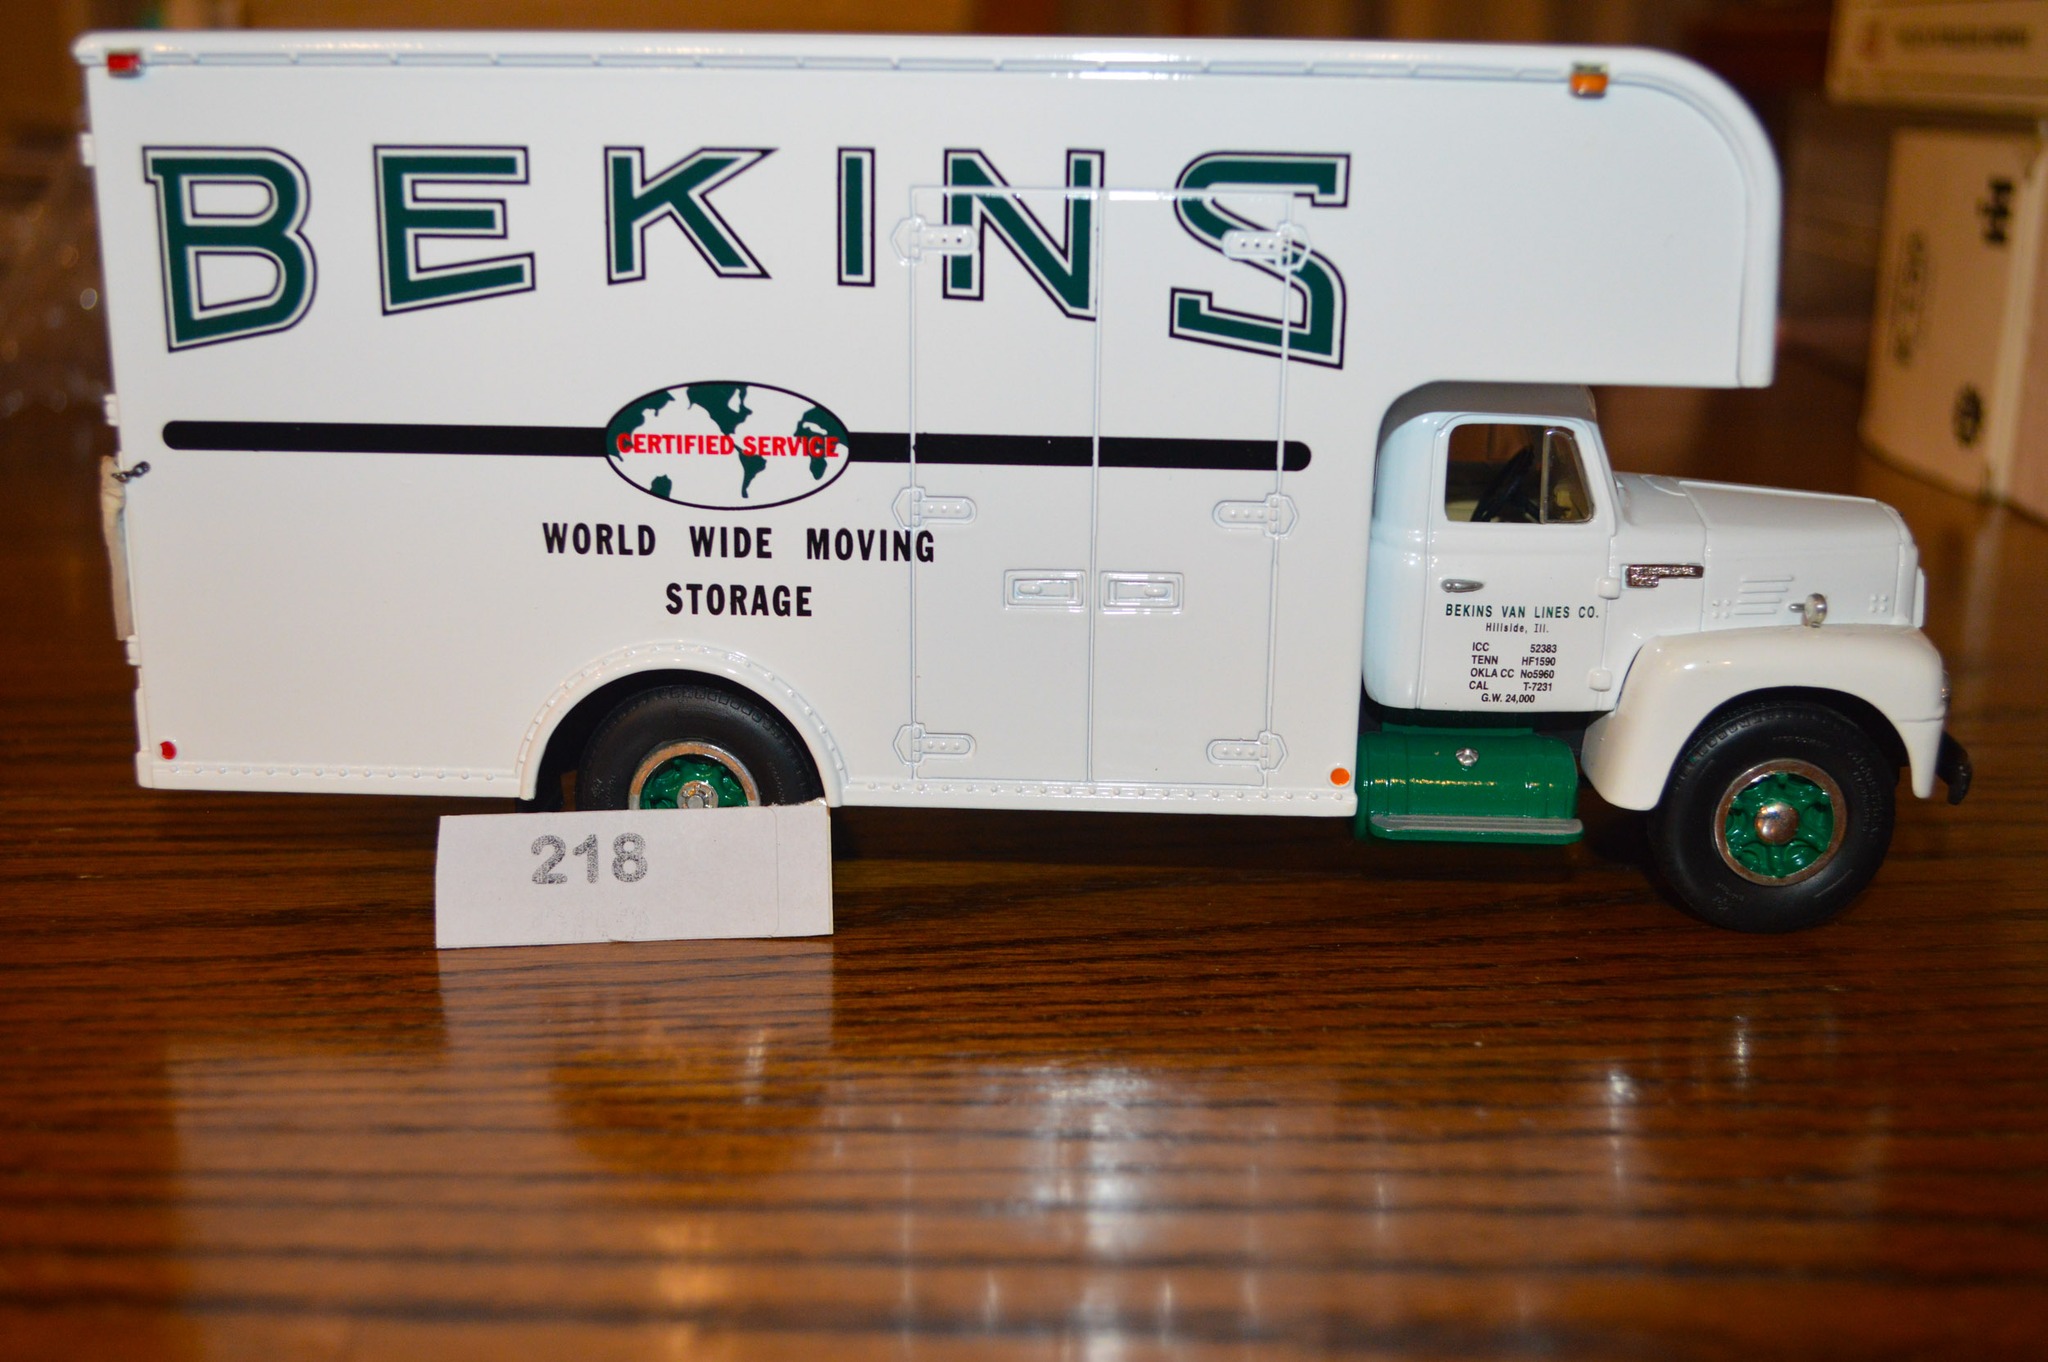 BEKINS
CERTIFIED SERVICE
WORLD WIDE MOVING
STORAGE
BEKINS VAN LINES CO.
Hillside, Ill.
ICC 52383
TENN HF1590
OKLA CC No5960
CAL T-7231
G.W. 24,000
218